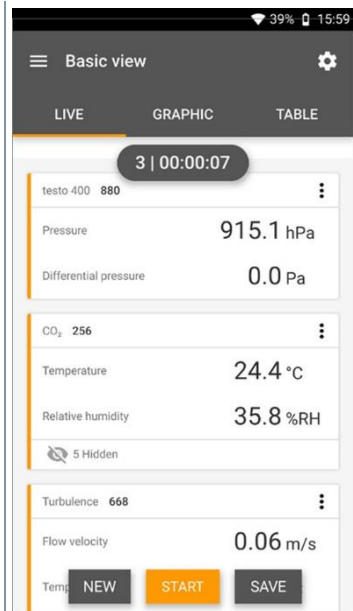 39% 15:59
Basic view
LIVE GRAPHIC TABLE
3 | 00:00:07
testo 400 880
Pressure 915.1 hPa
Differential pressure 0.0 Pa
CO₂ 256
Temperature 24.4 °C
Relative humidity 35.8 %RH
5 Hidden
Turbulence 668
Flow velocity 0.06 m/s
NEW START SAVE